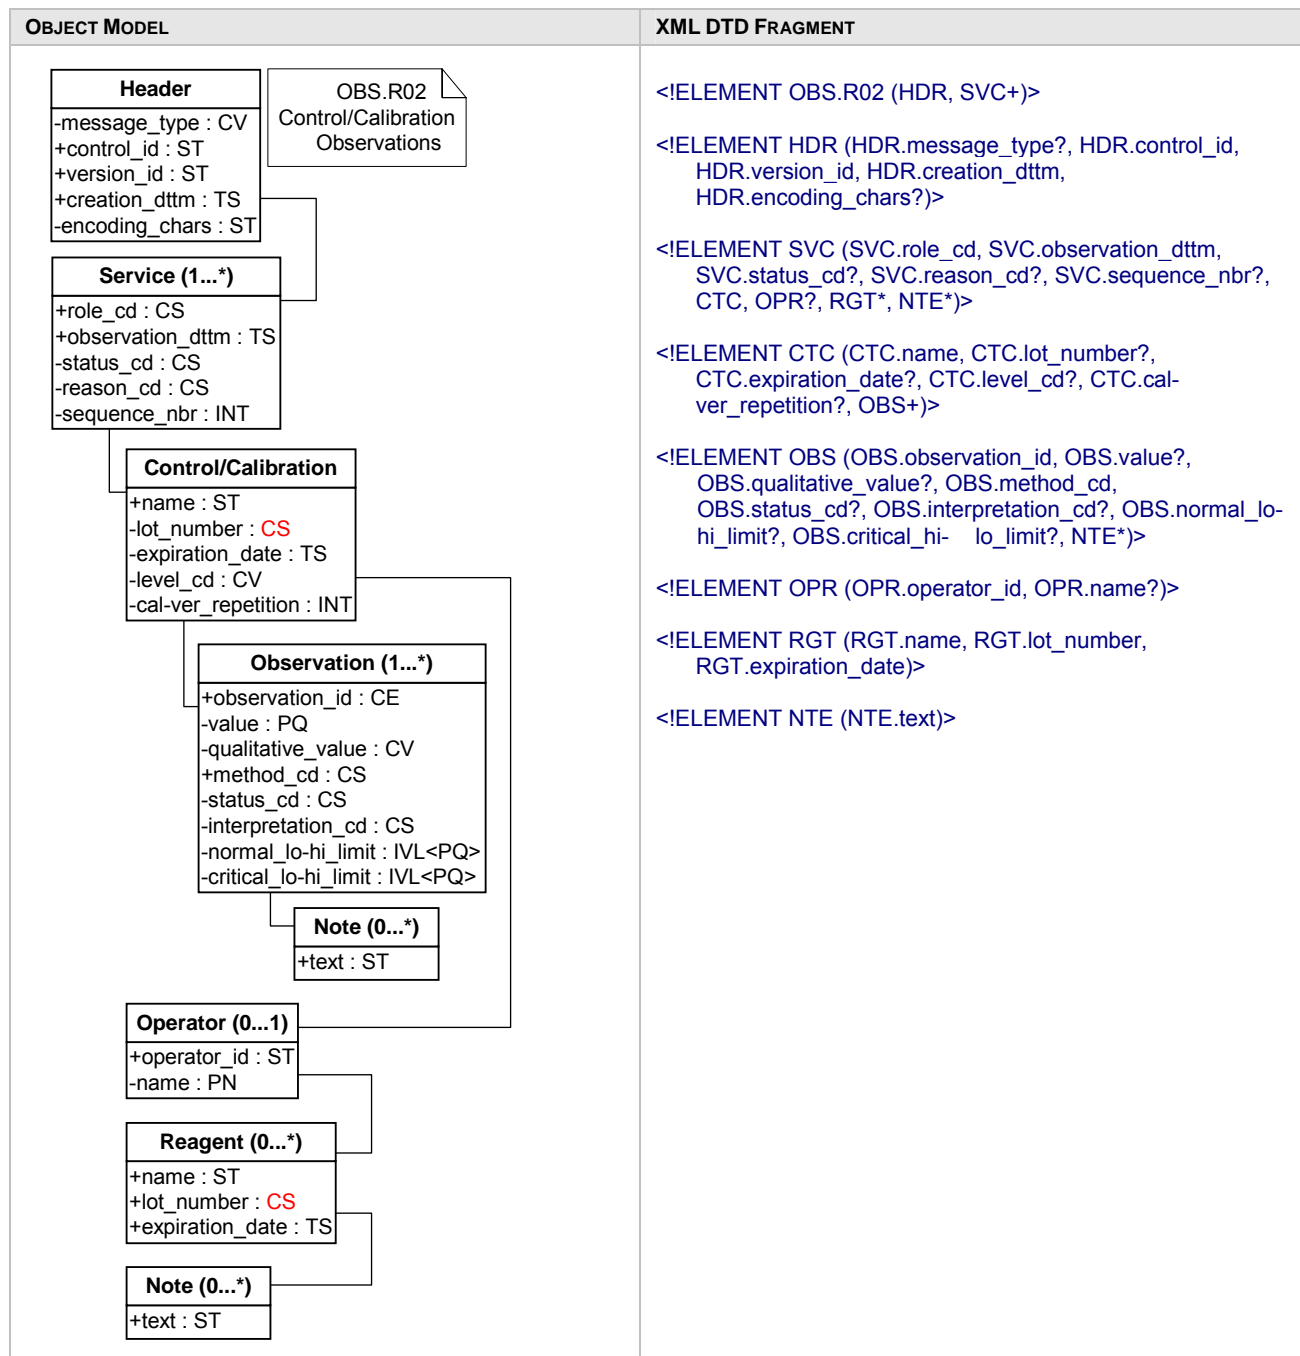 OBJECT MODEL
Header
-message_type : CV
+control_id : ST
+version_id : ST
+creation_dttm : TS
-encoding_chars : ST
OBS.R02
Control/Calibration
Observations
Service (1...*)
+role_cd : CS
+observation_dttm : TS
-status_cd : CS
-reason_cd : CS
-sequence_nbr : INT
Control/Calibration
+name : ST
-lot_number : CS
-expiration_date : TS
-level_cd : CV
-cal-ver_repetition : INT
Observation (1...*)
+observation_id : CE
-value : PQ
-qualitative_value : CV
+method_cd : CS
-status_cd : CS
-interpretation_cd : CS
-normal_lo-hi_limit : IVL<PQ>
-critical_lo-hi_limit : IVL<PQ>
Note (0...*)
+text : ST
Operator (0...1)
+operator_id : ST
-name : PN
Reagent (0...*)
+name : ST
+lot_number : CS
+expiration_date : TS
Note (0...*)
+text : ST
XML DTD FRAGMENT
<!ELEMENT OBS.R02 (HDR, SVC+)>
<!ELEMENT HDR (HDR.message_type?, HDR.control_id,
HDR.version_id, HDR.creation_dttm,
HDR.encoding_chars?)>
<!ELEMENT SVC (SVC.role_cd, SVC.observation_dttm,
SVC.status_cd?, SVC.reason_cd?, SVC.sequence_nbr?,
CTC, OPR?, RGT*, NTE*)>
<!ELEMENT CTC (CTC.name, CTC.lot_number?,
CTC.expiration_date?, CTC.level_cd?, CTC.cal-
ver_repetition?, OBS+)>
<!ELEMENT OBS (OBS.observation_id, OBS.value?,
OBS.qualitative_value?, OBS.method_cd,
OBS.status_cd?, OBS.interpretation_cd?, OBS.normal_lo-
hi_limit?, OBS.critical_hi- lo_limit?, NTE*)>
<!ELEMENT OPR (OPR.operator_id, OPR.name?)>
<!ELEMENT RGT (RGT.name, RGT.lot_number,
RGT.expiration_date)>
<!ELEMENT NTE (NTE.text)>